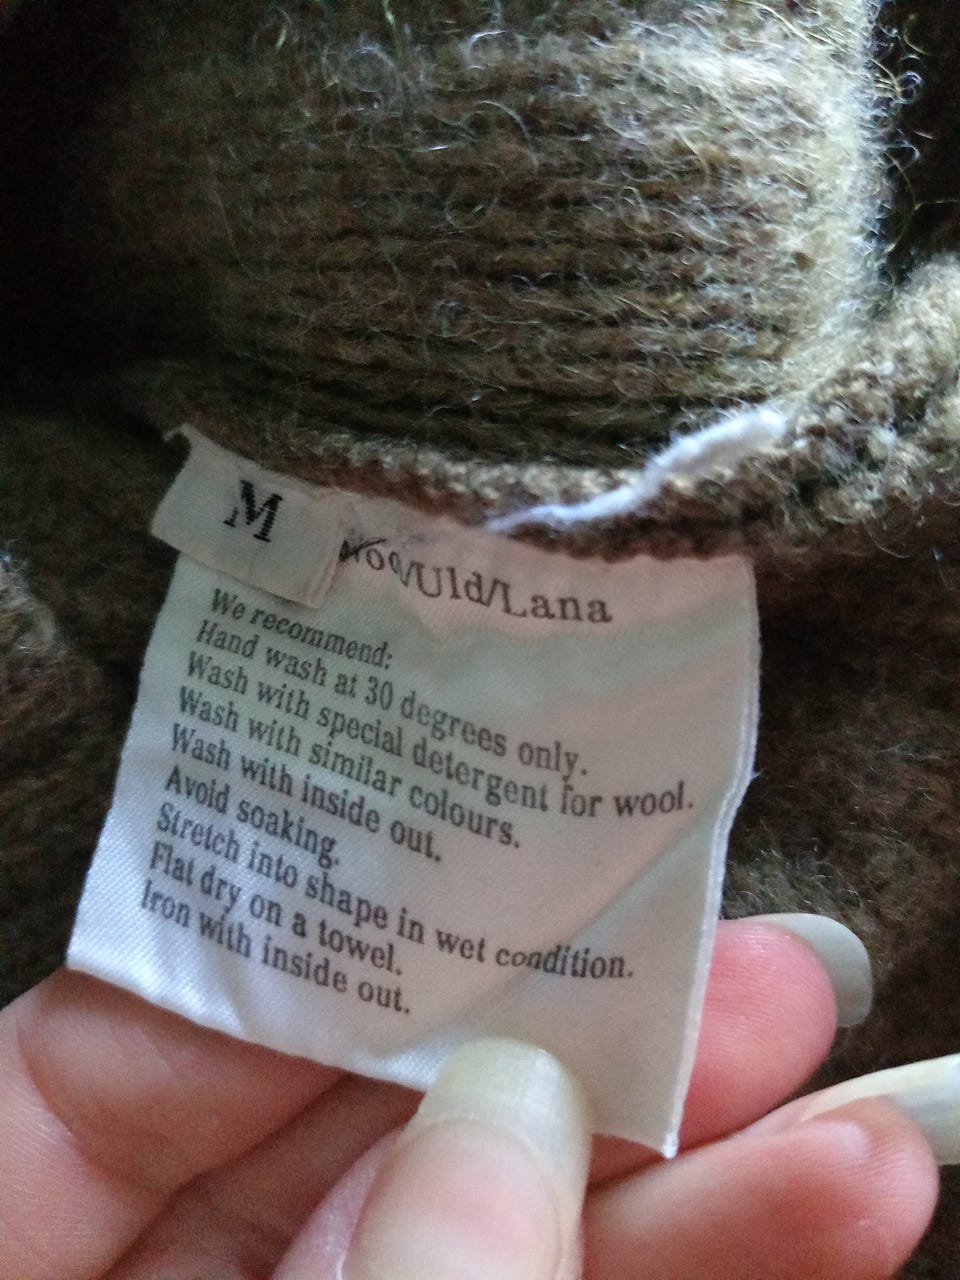 M
Wool/Uld/Lana
We recommend:
Hand wash at 30 degrees only.
Wash with special detergent for wool.
Wash with similar colours.
Wash with inside out.
Avoid soaking.
Stretch into shape in wet condition.
Flat dry on a towel.
Iron with inside out.